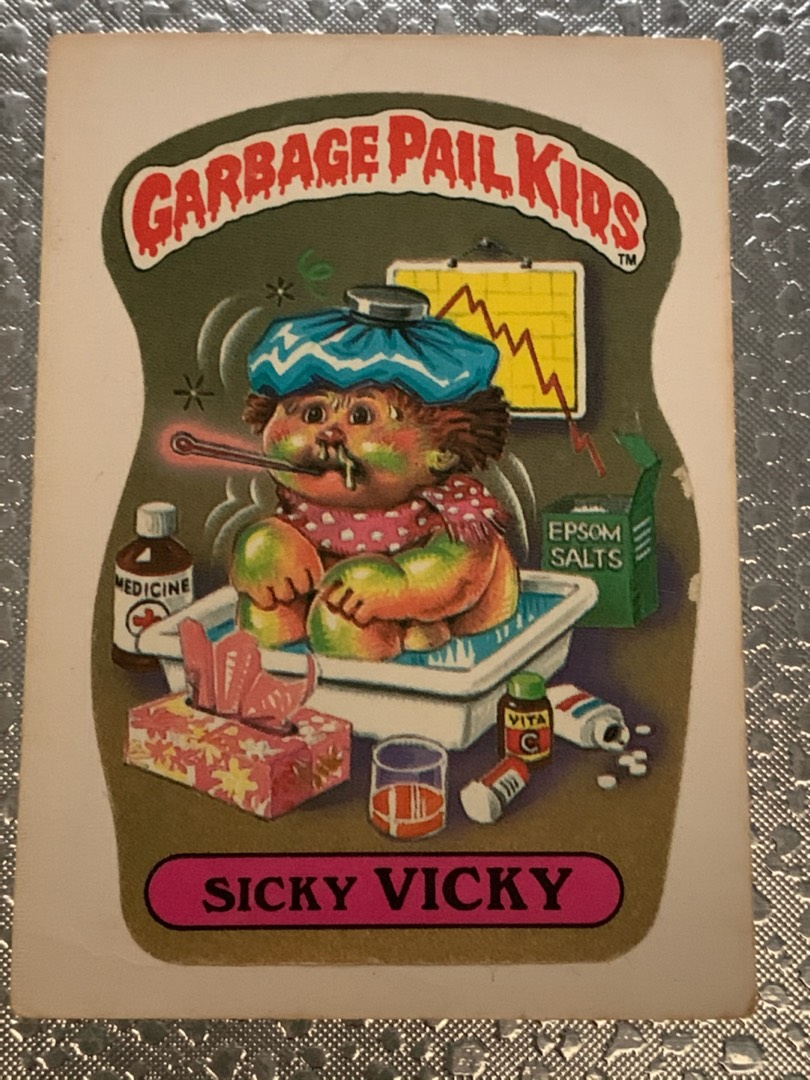 GARBAGE PAIL KIDS
TM
EPSOM
SALTS
MEDICINE
VITA
C
SICKY VICKY